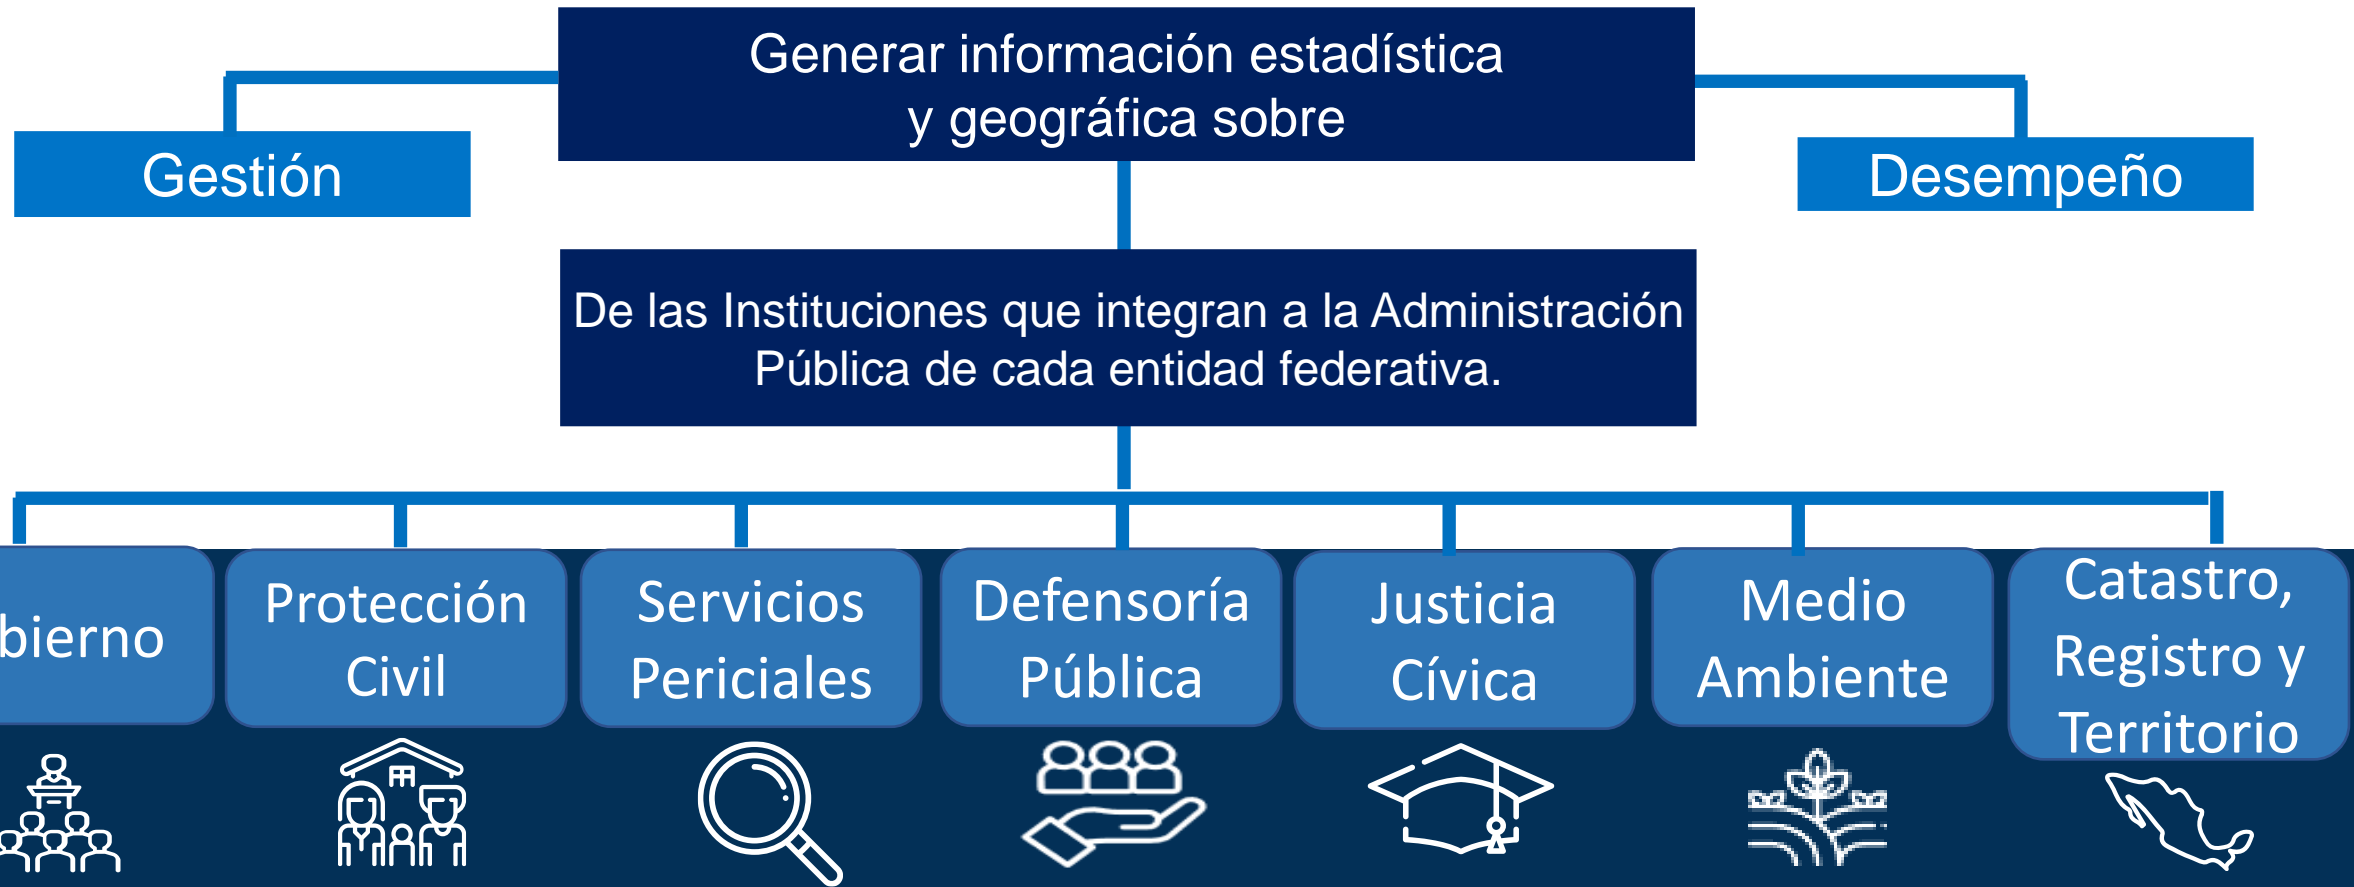 Generar información estadística
y geográfica sobre
Gestión
Desempeño
De las Instituciones que integran a la Administración
Pública de cada entidad federativa.
bierno
Protección
Civil
Servicios
Periciales
Defensoría
Pública
Justicia
Cívica
Medio
Ambiente
Catastro,
Registro y
Territorio